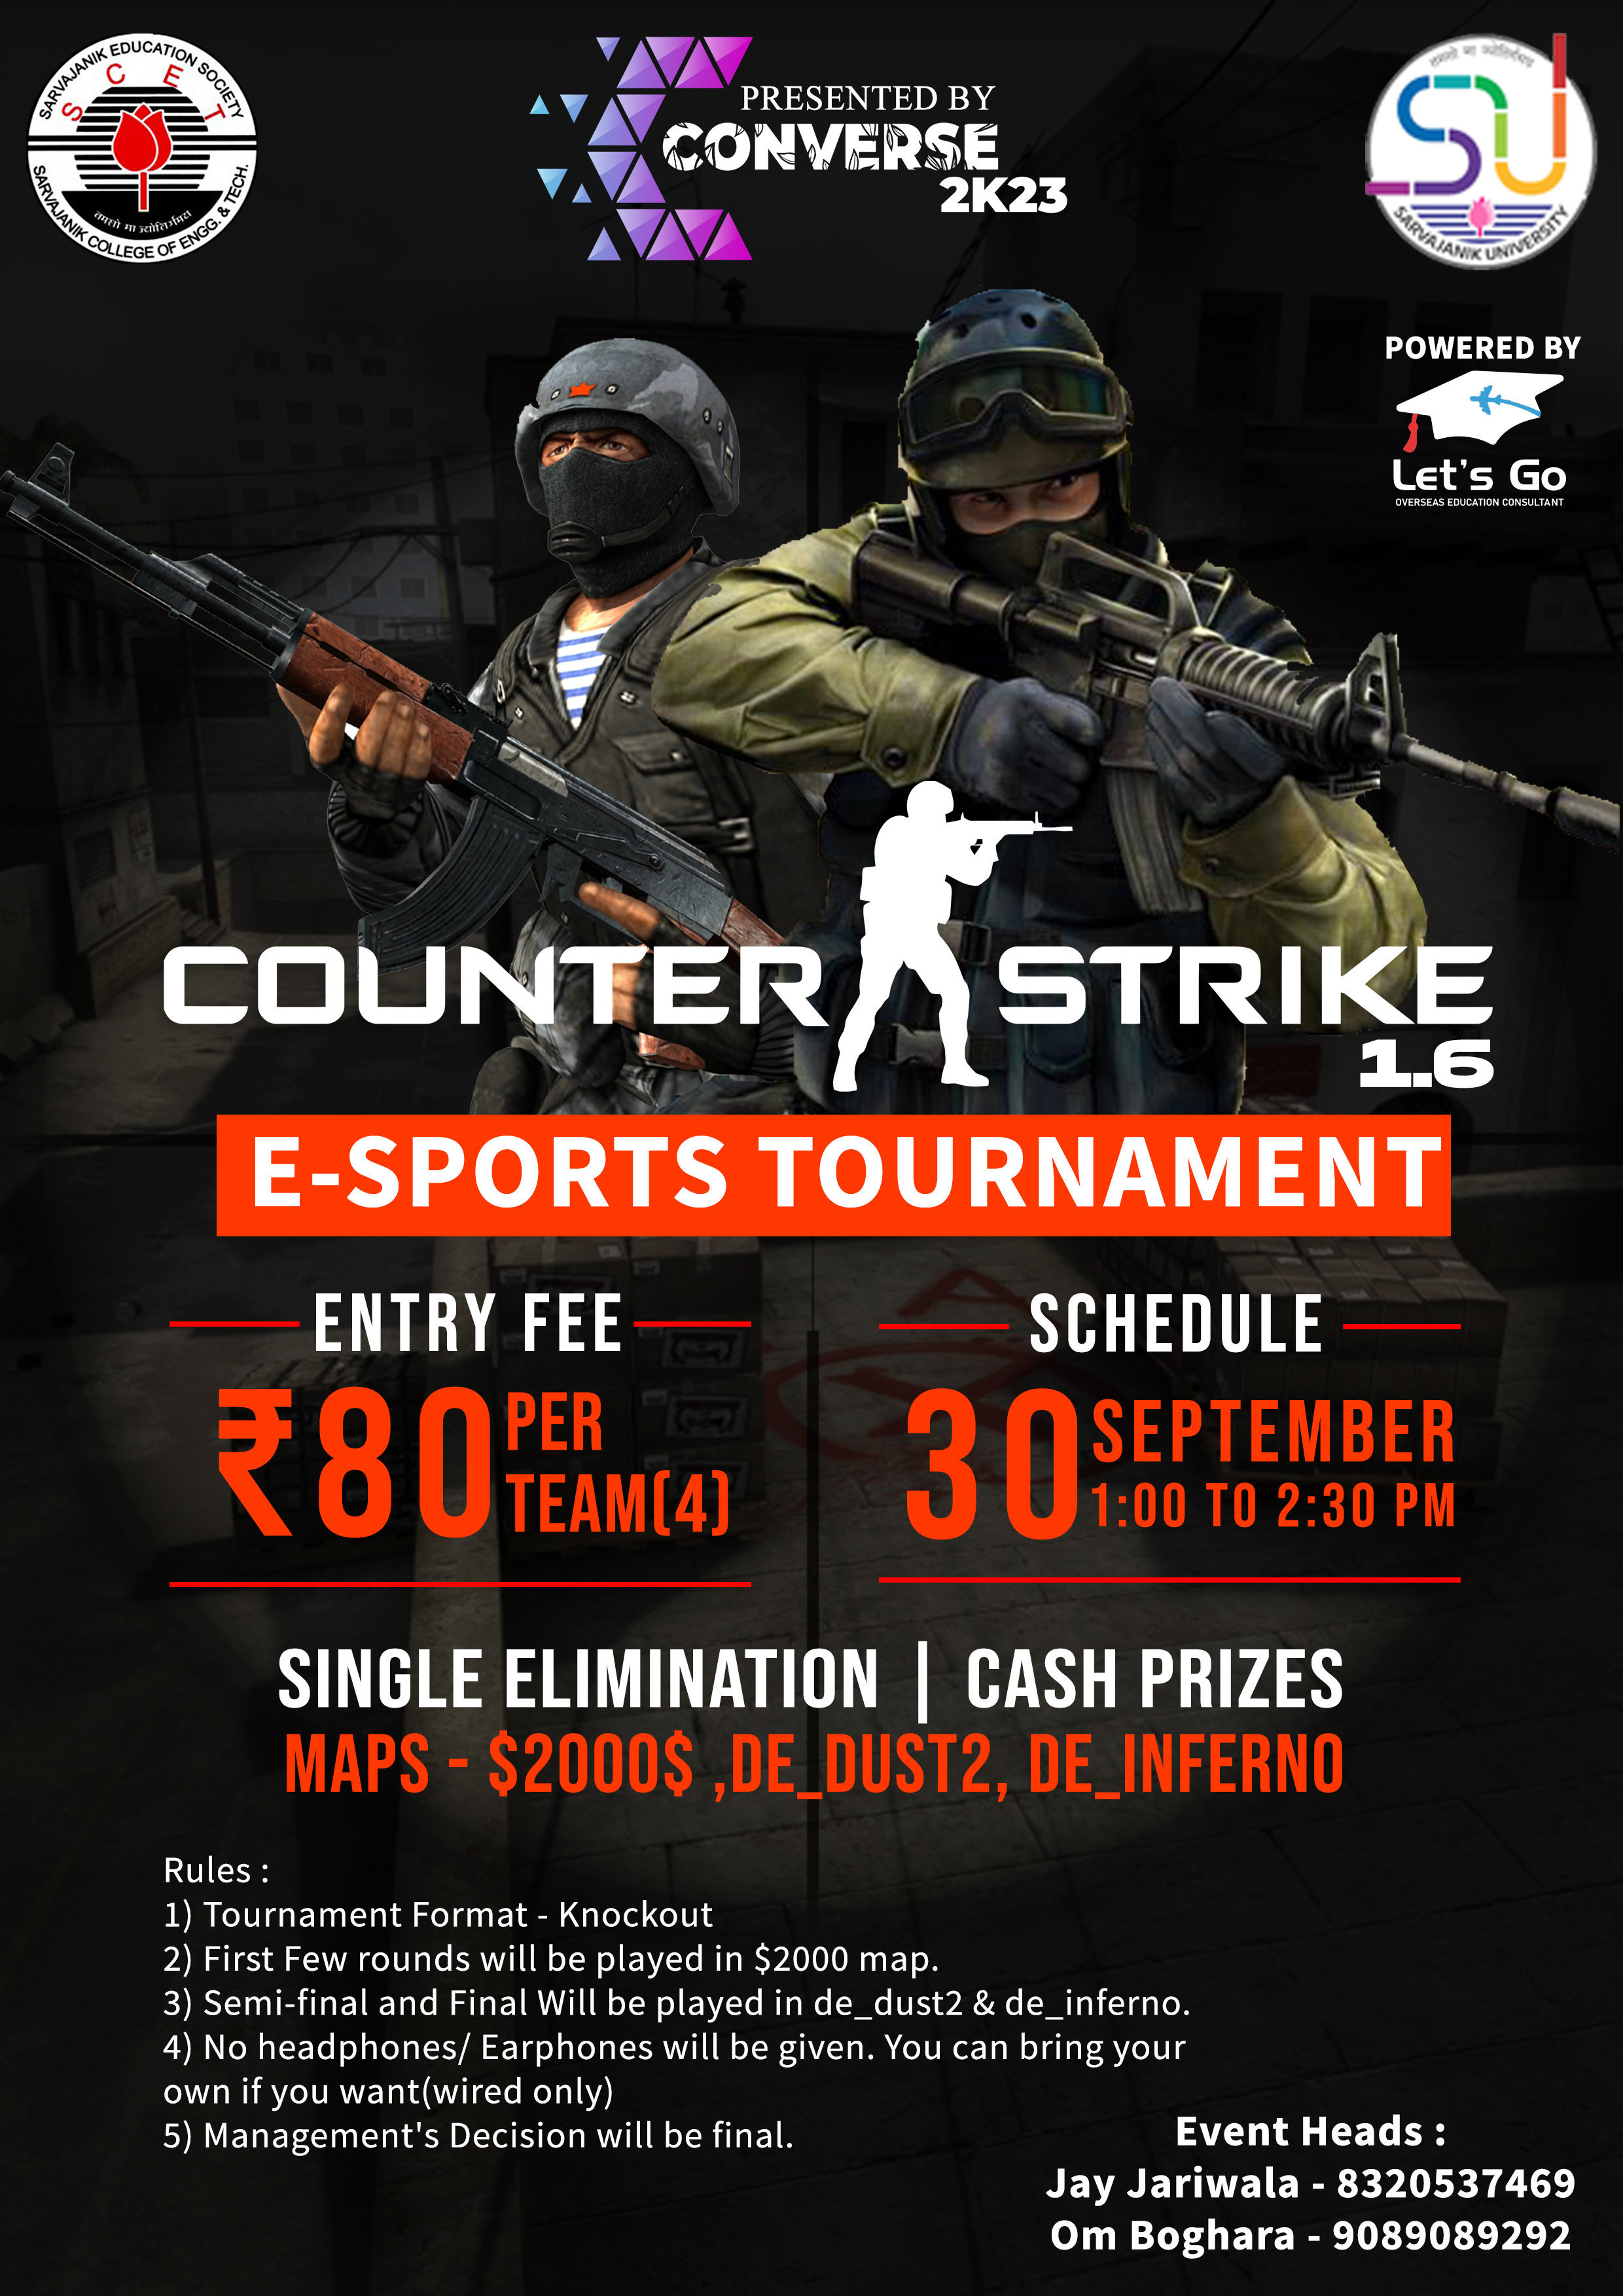 SARVAJANIK EDUCATION SOCIETY
S C E T
तमसो मा ज्योतिर्गमय
SARVAJANIK COLLEGE OF ENGG. & TECH.
PRESENTED BY
CONVERSE
2K23
तमसो मा ज्योतिर्गमय
SU
SARVAJANIK UNIVERSITY
POWERED BY
Let's Go
OVERSEAS EDUCATION CONSULTANT
COUNTER STRIKE
1.6
E-SPORTS TOURNAMENT
ENTRY FEE
₹80 PER
TEAM(4)
SCHEDULE
30 SEPTEMBER
1:00 TO 2:30 PM
SINGLE ELIMINATION | CASH PRIZES
MAPS - $2000$ ,DE_DUST2, DE_INFERNO
Rules :
1) Tournament Format - Knockout
2) First Few rounds will be played in $2000 map.
3) Semi-final and Final Will be played in de_dust2 & de_inferno.
4) No headphones/ Earphones will be given. You can bring your
own if you want(wired only)
5) Management's Decision will be final.
Event Heads :
Jay Jariwala - 8320537469
Om Boghara - 9089089292